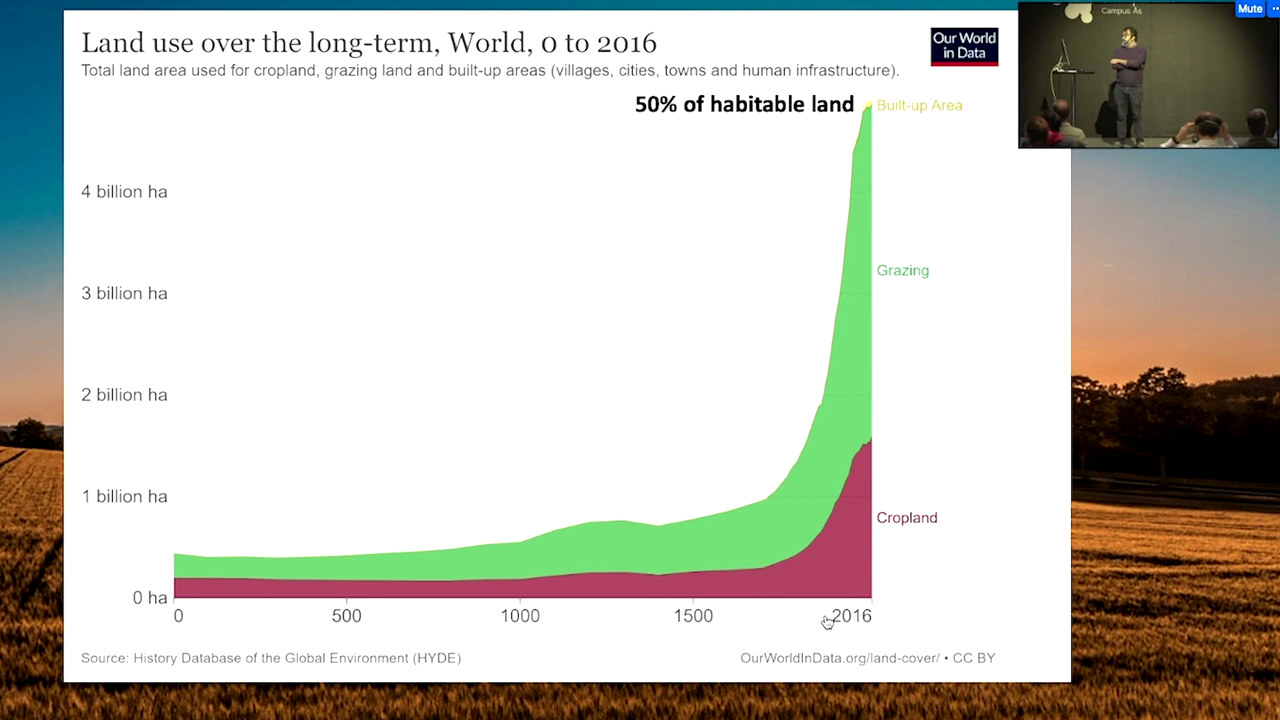 Land use over the long-term, World, 0 to 2016
Total land area used for cropland, grazing land and built-up areas (villages, cities, towns and human infrastructure).
Our World
in Data
Campus As
Mute
50% of habitable land
Built-up Area
4 billion ha
3 billion ha
Grazing
2 billion ha
1 billion ha
Cropland
0 ha
0
500
1000
1500
2016
Source: History Database of the Global Environment (HYDE)
OurWorldInData.org/land-cover/ • CC BY